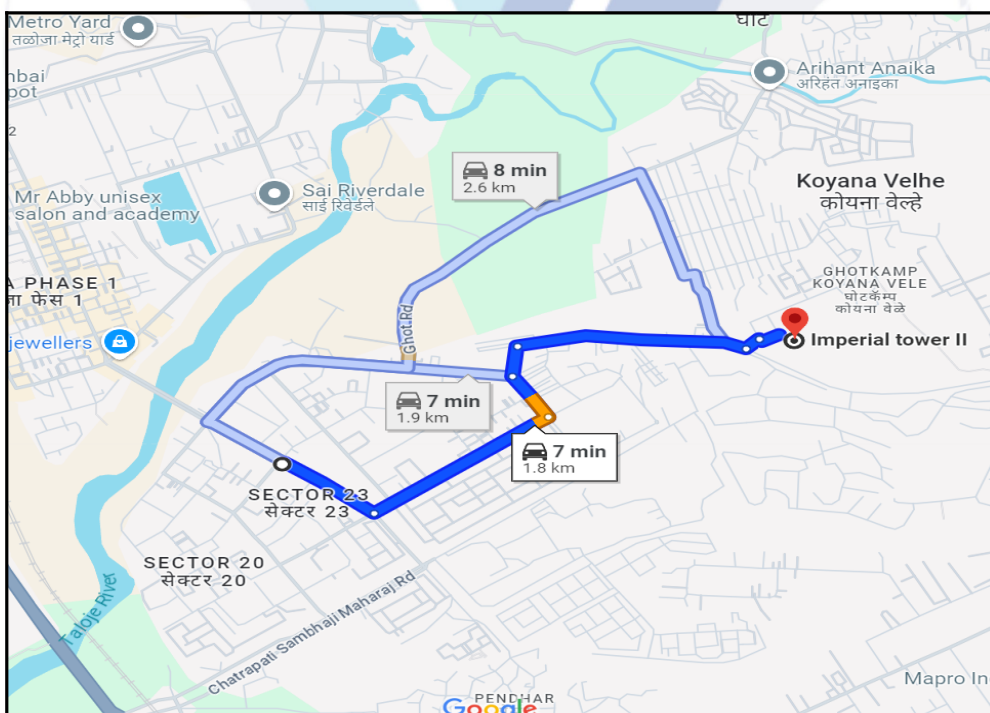 Metro Yard
तळोजा मेट्रो यार्ड
घाट
Arihant Anaika
अरिहंत अनाइका
8 min
2.6 km
Mr Abby unisex
salon and academy
Sai Riverdale
साई रिवेर्डले
Koyana Velhe
कोयना वेल्हे
GHOTKAMP
KOYANA VELE
घोटकॅम्प
कोयना वेळे
A PHASE 1
फेस 1
jewellers
Ghot Rd
Imperial tower II
7 min
1.9 km
7 min
1.8 km
SECTOR 23
सेक्टर 23
SECTOR 20
सेक्टर 20
Taloje River
Chatrapati Sambhaji Maharaj Rd
Mapro
PENDHAR
Google